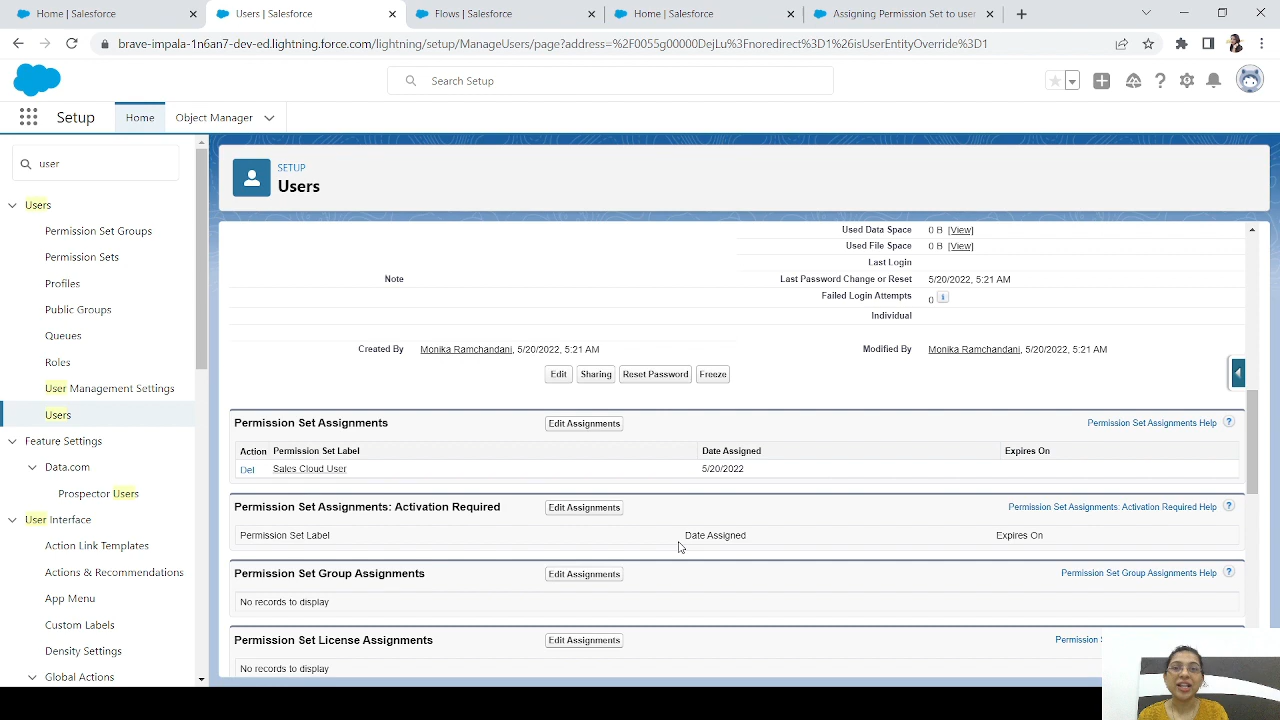 Home | Salesforce
Users | Salesforce
Flows | Salesforce
Home | Salesforce
Assigning Permission Set to user
brave-impala-1n6an7-dev-ed.lightning.force.com/lightning/setup/ManageUsers/page?address=%2F0055g00000DejLu%3Fnoredirect%3D1%26isUserEntityOverride%3D1
Search Setup
Setup
Home
Object Manager
user
Users
Permission Set Groups
Permission Sets
Profiles
Public Groups
Queues
Roles
User Management Settings
Users
Feature Settings
Data.com
Prospector Users
User Interface
Action Link Templates
Actions & Recommendations
App Menu
Custom Labels
Density Settings
Global Actions
SETUP
Users
Used Data Space 0 B [View]
Used File Space 0 B [View]
Last Login
Note
Last Password Change or Reset 5/20/2022, 5:21 AM
Failed Login Attempts 0 i
Individual
Created By Monika Ramchandani, 5/20/2022, 5:21 AM
Modified By Monika Ramchandani, 5/20/2022, 5:21 AM
Edit Sharing Reset Password Freeze
Permission Set Assignments Edit Assignments Permission Set Assignments Help ?
Action Permission Set Label Date Assigned Expires On
Del Sales Cloud User 5/20/2022
Permission Set Assignments: Activation Required Edit Assignments Permission Set Assignments: Activation Required Help ?
Permission Set Label Date Assigned Expires On
Permission Set Group Assignments Edit Assignments Permission Set Group Assignments Help ?
No records to display
Permission Set License Assignments Edit Assignments Permission S
No records to display